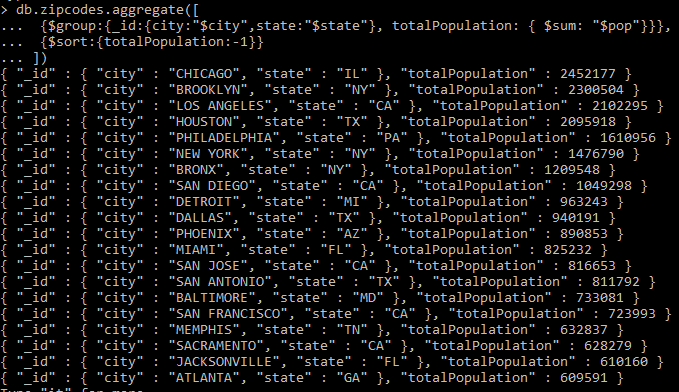 > db.zipcodes.aggregate([
... {$group:{_id:{city:"$city",state:"$state"}, totalPopulation: { $sum: "$pop"}}},
... {$sort:{totalPopulation:-1}}
... ])
{ "_id" : { "city" : "CHICAGO", "state" : "IL" }, "totalPopulation" : 2452177 }
{ "_id" : { "city" : "BROOKLYN", "state" : "NY" }, "totalPopulation" : 2300504 }
{ "_id" : { "city" : "LOS ANGELES", "state" : "CA" }, "totalPopulation" : 2102295 }
{ "_id" : { "city" : "HOUSTON", "state" : "TX" }, "totalPopulation" : 2095918 }
{ "_id" : { "city" : "PHILADELPHIA", "state" : "PA" }, "totalPopulation" : 1610956 }
{ "_id" : { "city" : "NEW YORK", "state" : "NY" }, "totalPopulation" : 1476790 }
{ "_id" : { "city" : "BRONX", "state" : "NY" }, "totalPopulation" : 1209548 }
{ "_id" : { "city" : "SAN DIEGO", "state" : "CA" }, "totalPopulation" : 1049298 }
{ "_id" : { "city" : "DETROIT", "state" : "MI" }, "totalPopulation" : 963243 }
{ "_id" : { "city" : "DALLAS", "state" : "TX" }, "totalPopulation" : 940191 }
{ "_id" : { "city" : "PHOENIX", "state" : "AZ" }, "totalPopulation" : 890853 }
{ "_id" : { "city" : "MIAMI", "state" : "FL" }, "totalPopulation" : 825232 }
{ "_id" : { "city" : "SAN JOSE", "state" : "CA" }, "totalPopulation" : 816653 }
{ "_id" : { "city" : "SAN ANTONIO", "state" : "TX" }, "totalPopulation" : 811792 }
{ "_id" : { "city" : "BALTIMORE", "state" : "MD" }, "totalPopulation" : 733081 }
{ "_id" : { "city" : "SAN FRANCISCO", "state" : "CA" }, "totalPopulation" : 723993 }
{ "_id" : { "city" : "MEMPHIS", "state" : "TN" }, "totalPopulation" : 632837 }
{ "_id" : { "city" : "SACRAMENTO", "state" : "CA" }, "totalPopulation" : 628279 }
{ "_id" : { "city" : "JACKSONVILLE", "state" : "FL" }, "totalPopulation" : 610160 }
{ "_id" : { "city" : "ATLANTA", "state" : "GA" }, "totalPopulation" : 609591 }